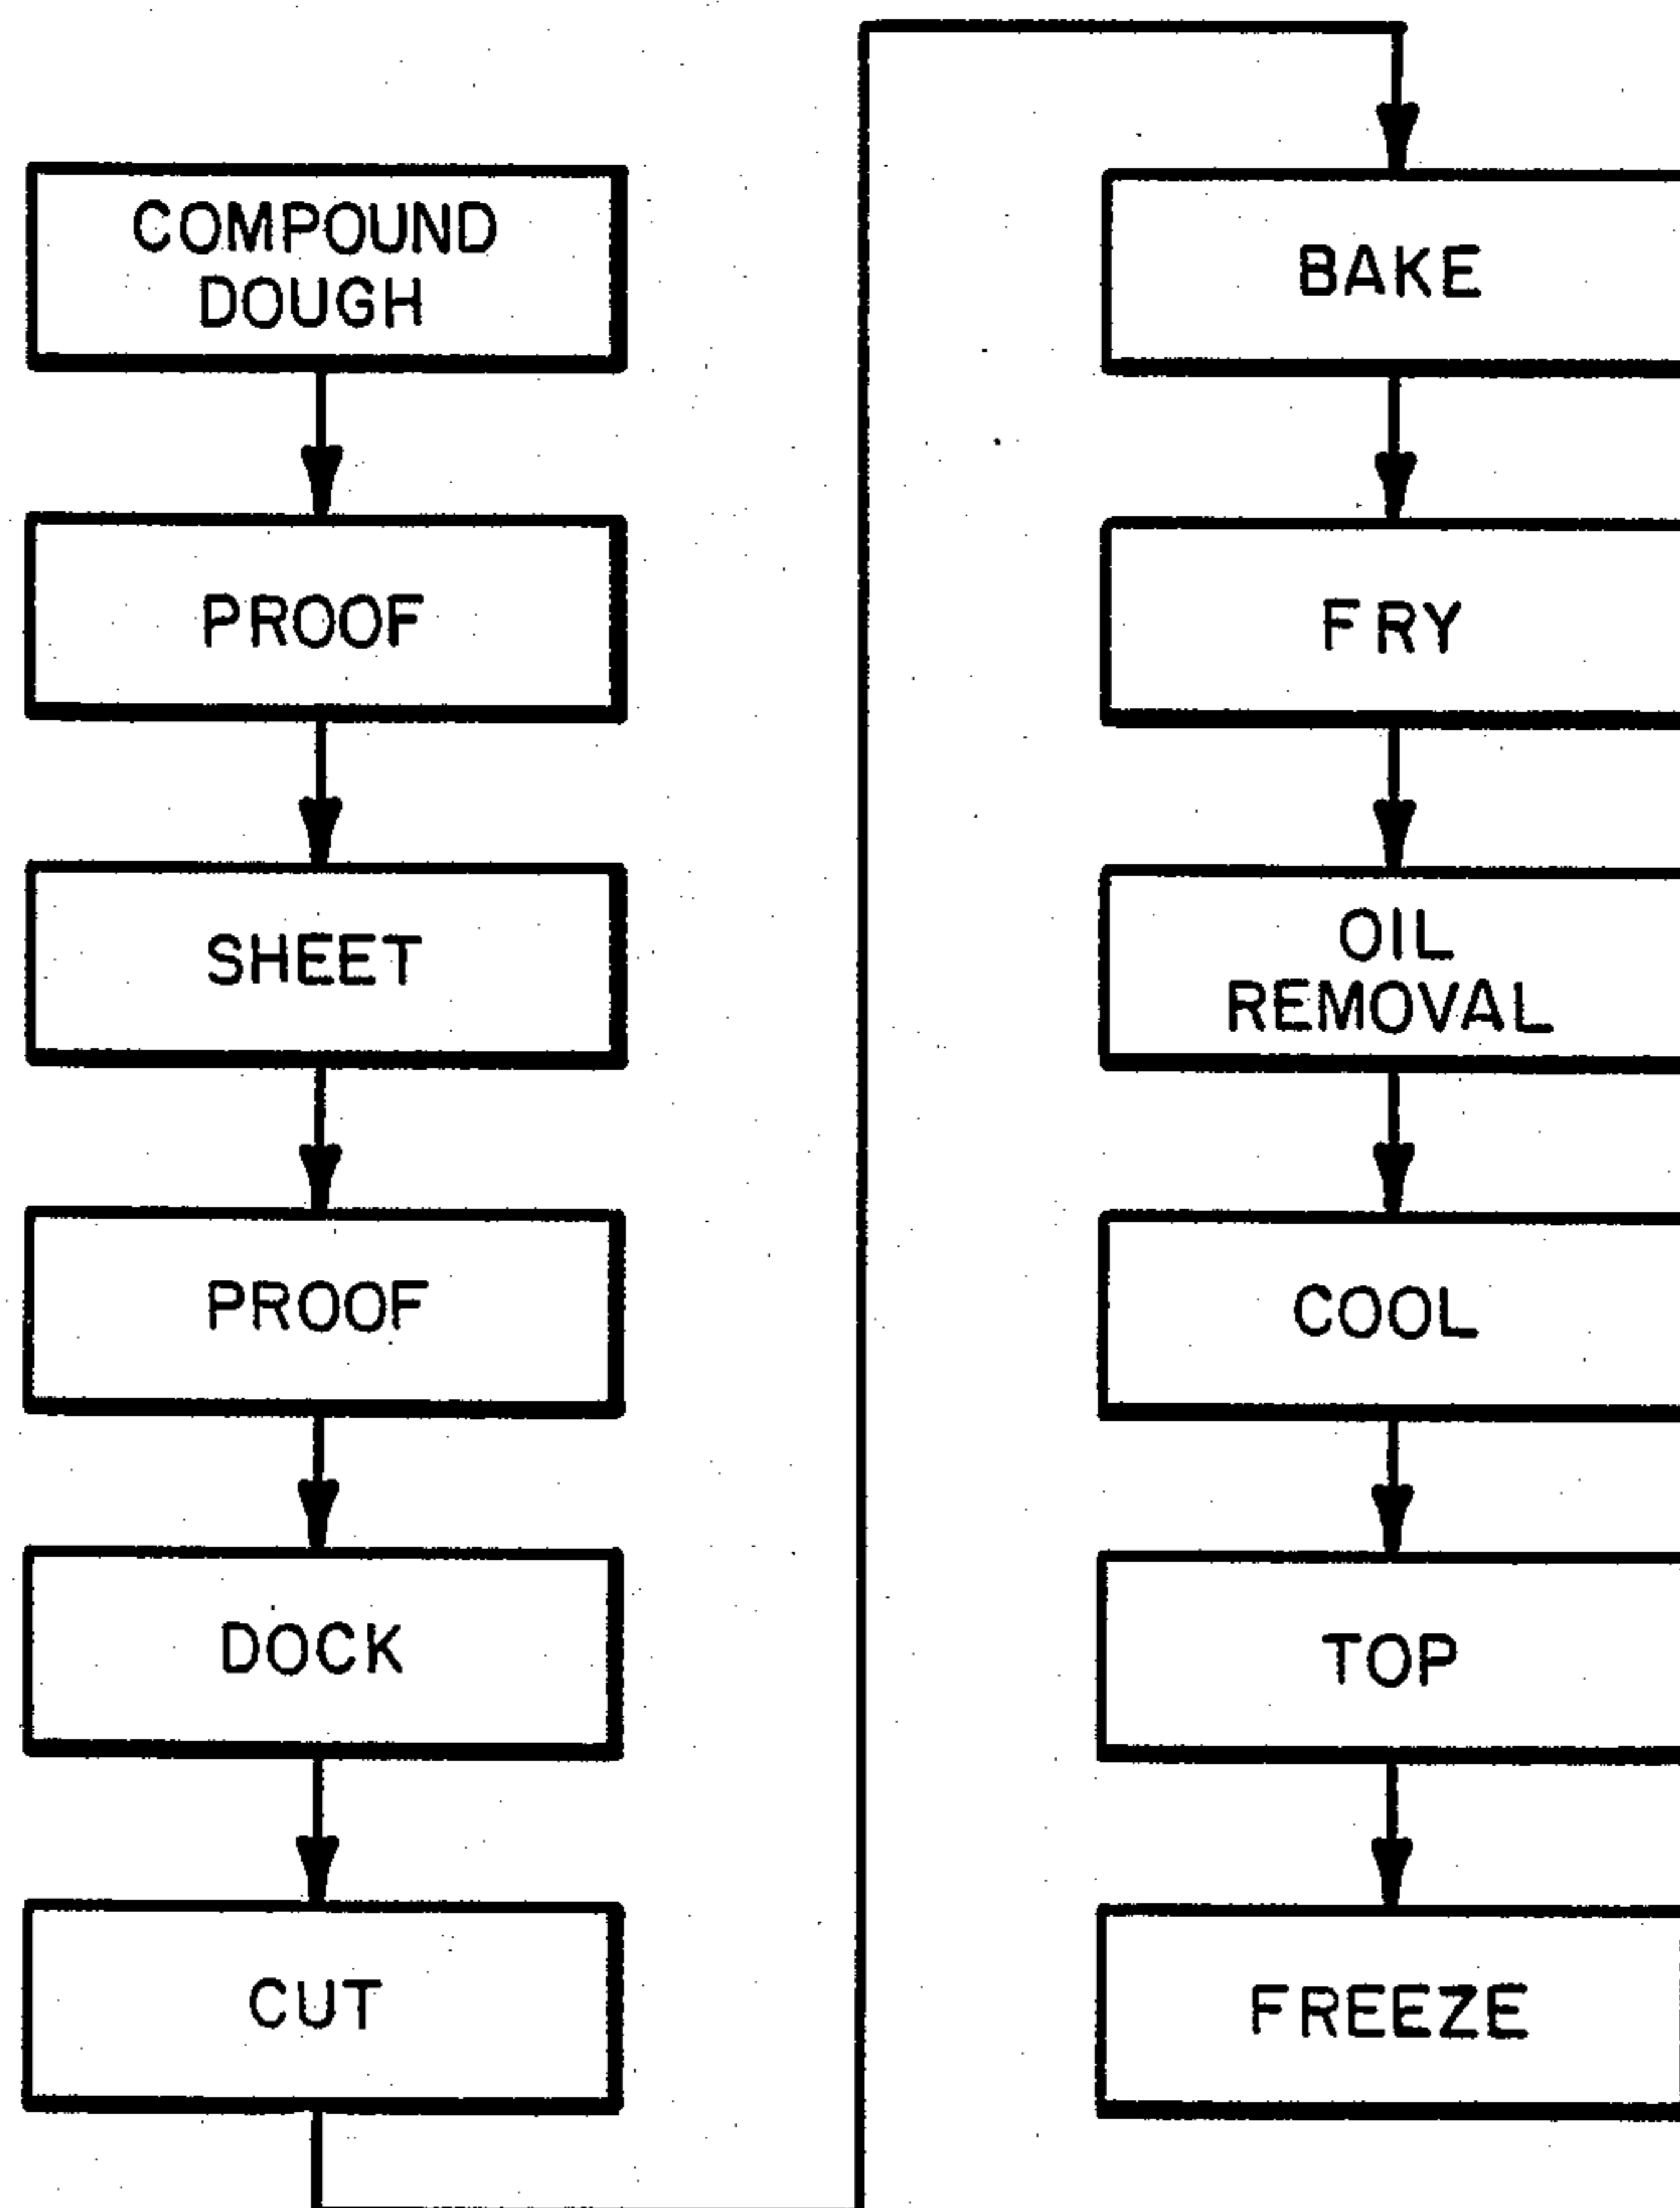 COMPOUND
DOUGH
PROOF
SHEET
PROOF
DOCK
CUT
BAKE
FRY
OIL
REMOVAL
COOL
TOP
FREEZE